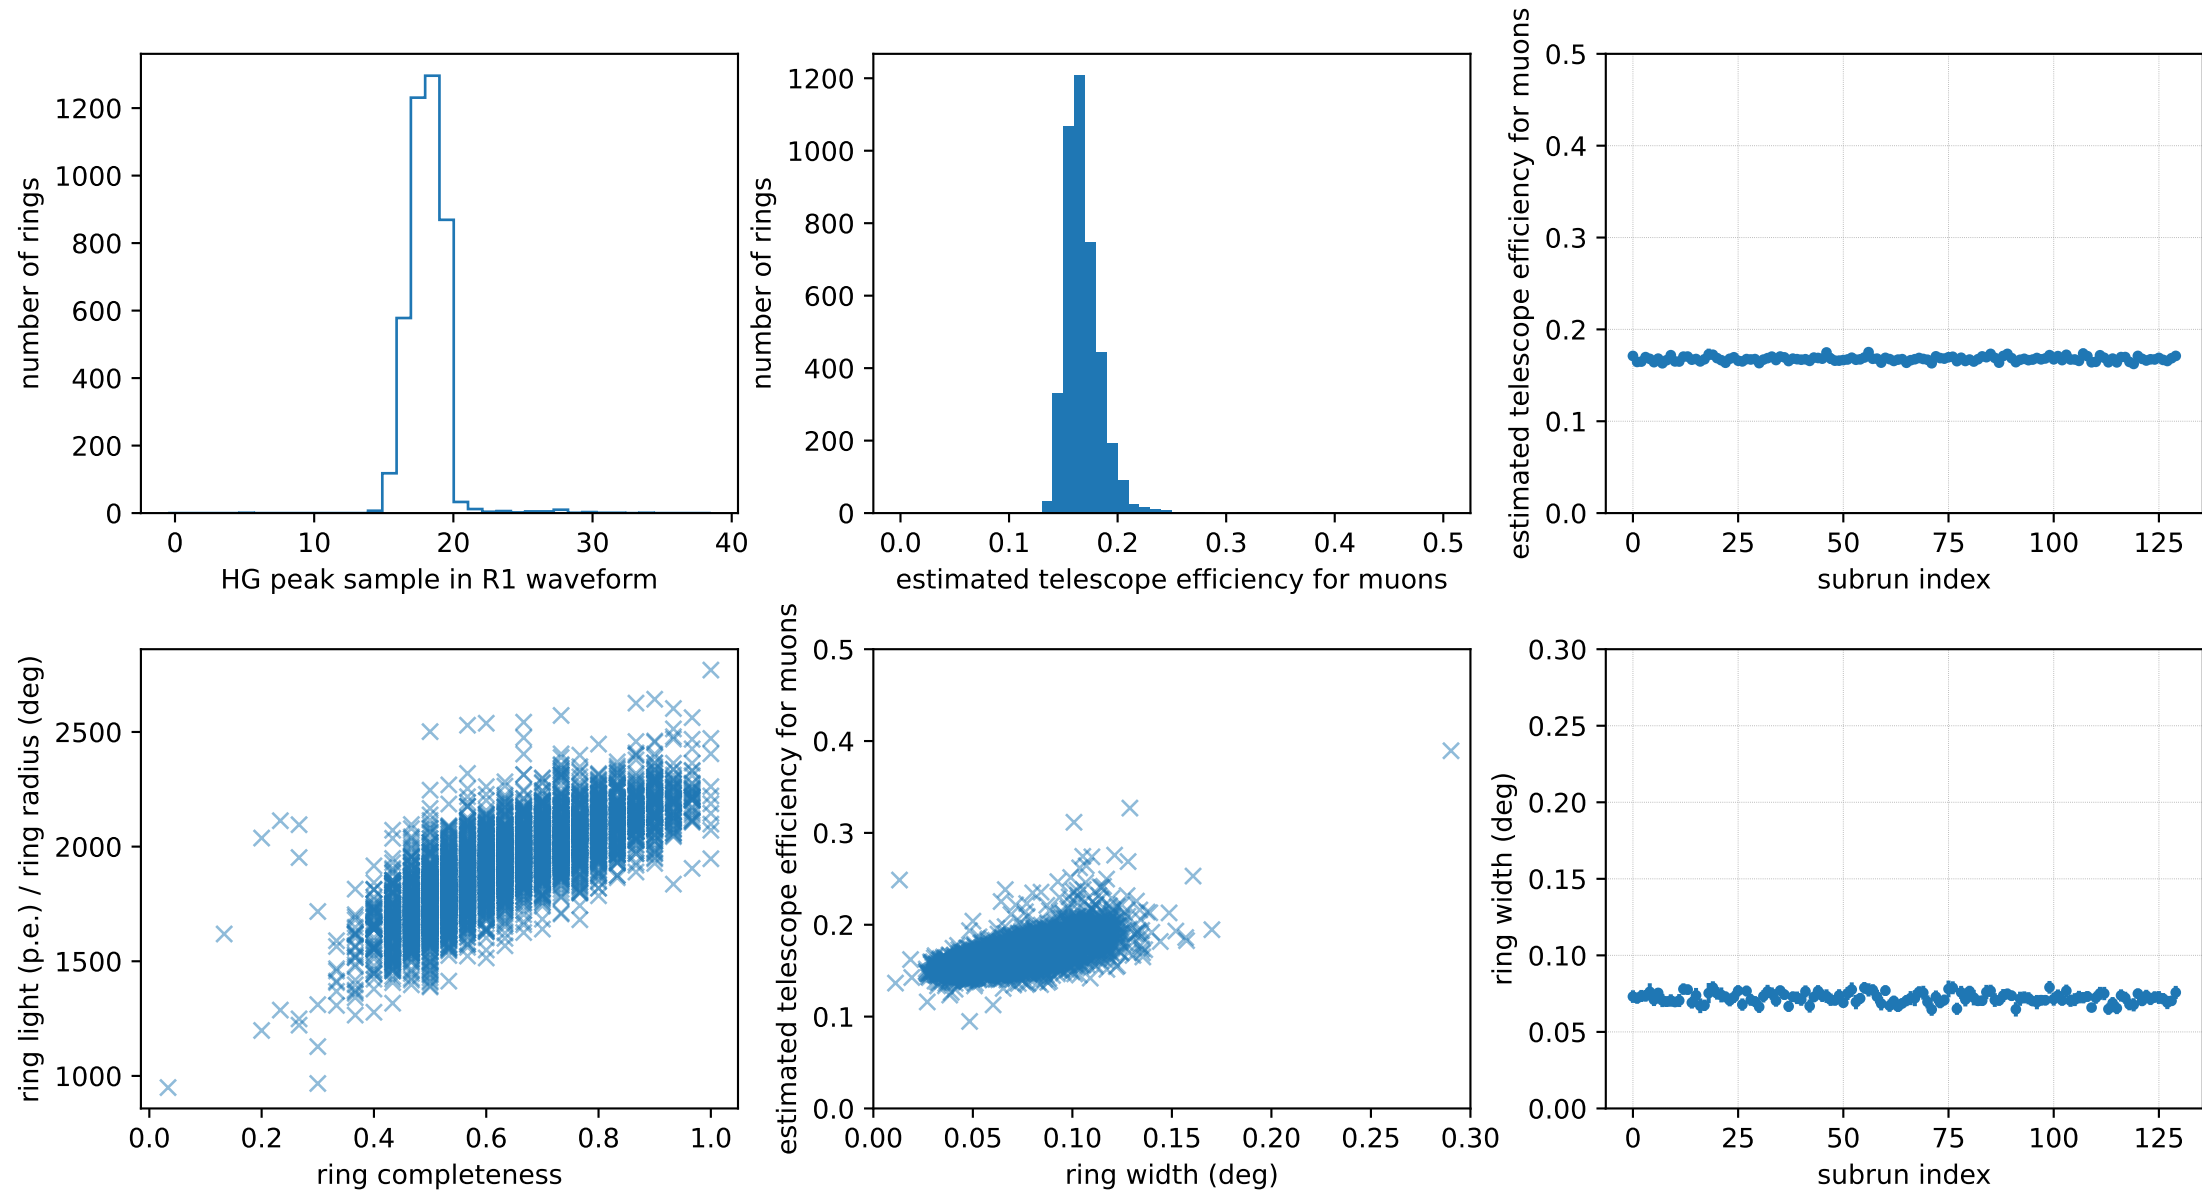 number of rings
1200
1000
800
600
400
200
0
0 10 20 30 40
HG peak sample in R1 waveform
number of rings
1200
1000
800
600
400
200
0
0.0 0.1 0.2 0.3 0.4 0.5
estimated telescope efficiency for muons
estimated telescope efficiency for muons
0.5
0.4
0.3
0.2
0.1
0.0
0 25 50 75 100 125
subrun index
ring light (p.e.) / ring radius (deg)
2500
2000
1500
1000
0.0 0.2 0.4 0.6 0.8 1.0
ring completeness
estimated telescope efficiency for muons
0.5
0.4
0.3
0.2
0.1
0.0
0.00 0.05 0.10 0.15 0.20 0.25 0.30
ring width (deg)
ring width (deg)
0.30
0.25
0.20
0.15
0.10
0.05
0.00
0 25 50 75 100 125
subrun index